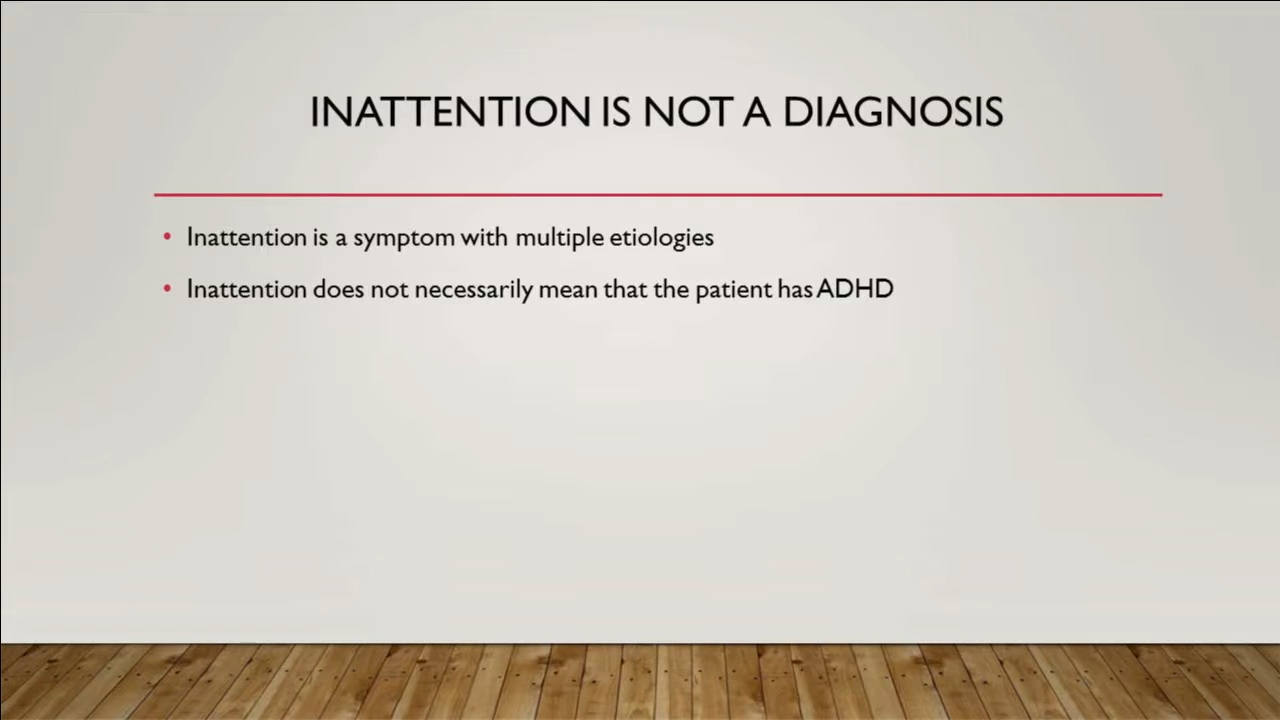 INATTENTION IS NOT A DIAGNOSIS
• Inattention is a symptom with multiple etiologies
• Inattention does not necessarily mean that the patient has ADHD